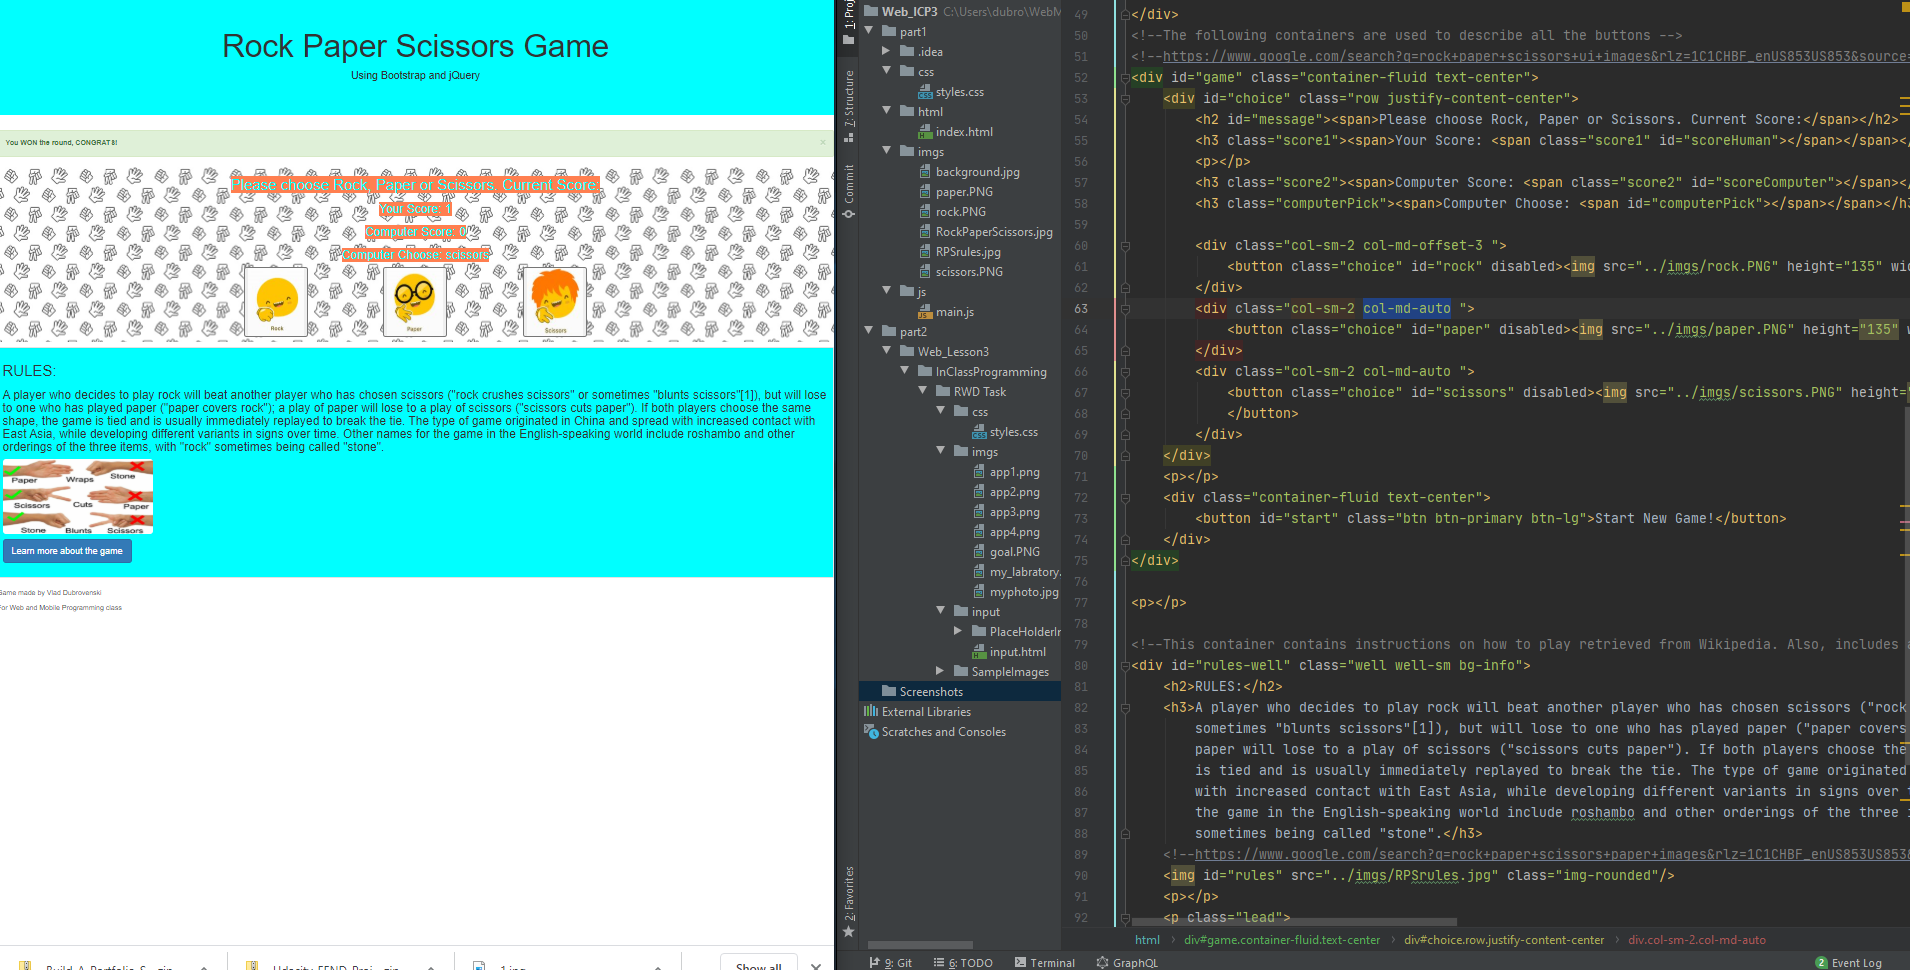 Rock Paper Scissors Game
Using Bootstrap and jQuery
You WON the round, CONGRATS!
×
Please choose Rock, Paper or Scissors. Current Score:
Your Score: 1
Computer Score: 0
Computer Choose: scissors
Rock
Paper
Scissors
RULES:
A player who decides to play rock will beat another player who has chosen scissors ("rock crushes scissors" or sometimes "blunts scissors"[1]), but will lose
to one who has played paper ("paper covers rock"); a play of paper will lose to a play of scissors ("scissors cuts paper"). If both players choose the same
shape, the game is tied and is usually immediately replayed to break the tie. The type of game originated in China and spread with increased contact with
East Asia, while developing different variants in signs over time. Other names for the game in the English-speaking world include roshambo and other
orderings of the three items, with "rock" sometimes being called "stone".
Paper Wraps Stone
Scissors Cuts Paper
Stone Blunts Scissors
Learn more about the game
Game made by Vlad Dubrovenski
For Web and Mobile Programming class
Show all
1: Proj
7: Structure
Commit
2: Favorites
Web_ICP3 C:\Users\dubro\WebM
part1
.idea
css
styles.css
html
index.html
imgs
background.jpg
paper.PNG
rock.PNG
RockPaperScissors.jpg
RPSrules.jpg
scissors.PNG
js
main.js
part2
Web_Lesson3
InClassProgramming
RWD Task
css
styles.css
imgs
app1.png
app2.png
app3.png
app4.png
goal.PNG
my_labratory.
myphoto.jpg
input
PlaceHolderIr
input.html
SampleImages
Screenshots
External Libraries
Scratches and Consoles
49 </div>
50 <!--The following containers are used to describe all the buttons -->
51 <!--https://www.google.com/search?q=rock+paper+scissors+ui+images&rlz=1C1CHBF_enUS853US853&source=
52 <div id="game" class="container-fluid text-center">
53 <div id="choice" class="row justify-content-center">
54 <h2 id="message"><span>Please choose Rock, Paper or Scissors. Current Score:</span></h2>
55 <h3 class="score1"><span>Your Score: <span class="score1" id="scoreHuman"></span></span></
56 <p></p>
57 <h3 class="score2"><span>Computer Score: <span class="score2" id="scoreComputer"></span></
58 <h3 class="computerPick"><span>Computer Choose: <span id="computerPick"></span></span></h3
59
60 <div class="col-sm-2 col-md-offset-3 ">
61 <button class="choice" id="rock" disabled><img src="../imgs/rock.PNG" height="135" wid
62 </div>
63 <div class="col-sm-2 col-md-auto ">
64 <button class="choice" id="paper" disabled><img src="../imgs/paper.PNG" height="135" w
65 </div>
66 <div class="col-sm-2 col-md-auto ">
67 <button class="choice" id="scissors" disabled><img src="../imgs/scissors.PNG" height="
68 </button>
69 </div>
70 </div>
71 <p></p>
72 <div class="container-fluid text-center">
73 <button id="start" class="btn btn-primary btn-lg">Start New Game!</button>
74 </div>
75 </div>
76
77 <p></p>
78
79 <!--This container contains instructions on how to play retrieved from Wikipedia. Also, includes a
80 <div id="rules-well" class="well well-sm bg-info">
81 <h2>RULES:</h2>
82 <h3>A player who decides to play rock will beat another player who has chosen scissors ("rock
83 sometimes "blunts scissors"[1]), but will lose to one who has played paper ("paper covers
84 paper will lose to a play of scissors ("scissors cuts paper"). If both players choose the
85 is tied and is usually immediately replayed to break the tie. The type of game originated
86 with increased contact with East Asia, while developing different variants in signs over
87 the game in the English-speaking world include roshambo and other orderings of the three
88 sometimes being called "stone".</h3>
89 <!--https://www.google.com/search?q=rock+paper+scissors+paper+images&rlz=1C1CHBF_enUS853US853
90 <img id="rules" src="../imgs/RPSrules.jpg" class="img-rounded"/>
91 <p></p>
92 <p class="lead">
html › div#game.container-fluid.text-center › div#choice.row.justify-content-center › div.col-sm-2.col-md-auto
9: Git 6: TODO Terminal GraphQL 2 Event Log